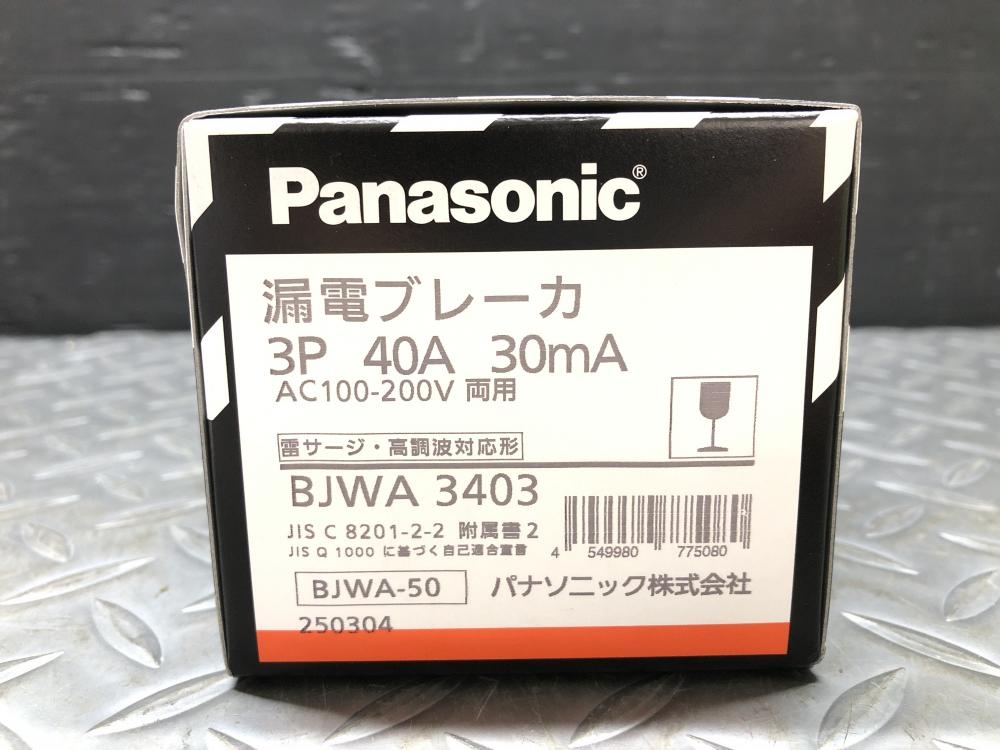 Panasonic®
漏電ブレーカ
3P 40A 30mA
AC100-200V 両用
雷サージ・高調波対応形
BJWA 3403
JIS C 8201-2-2 附属書2
JIS Q 1000 に基づく自己適合宣言
4 549980 775080
BJWA-50 パナソニック株式会社
250304